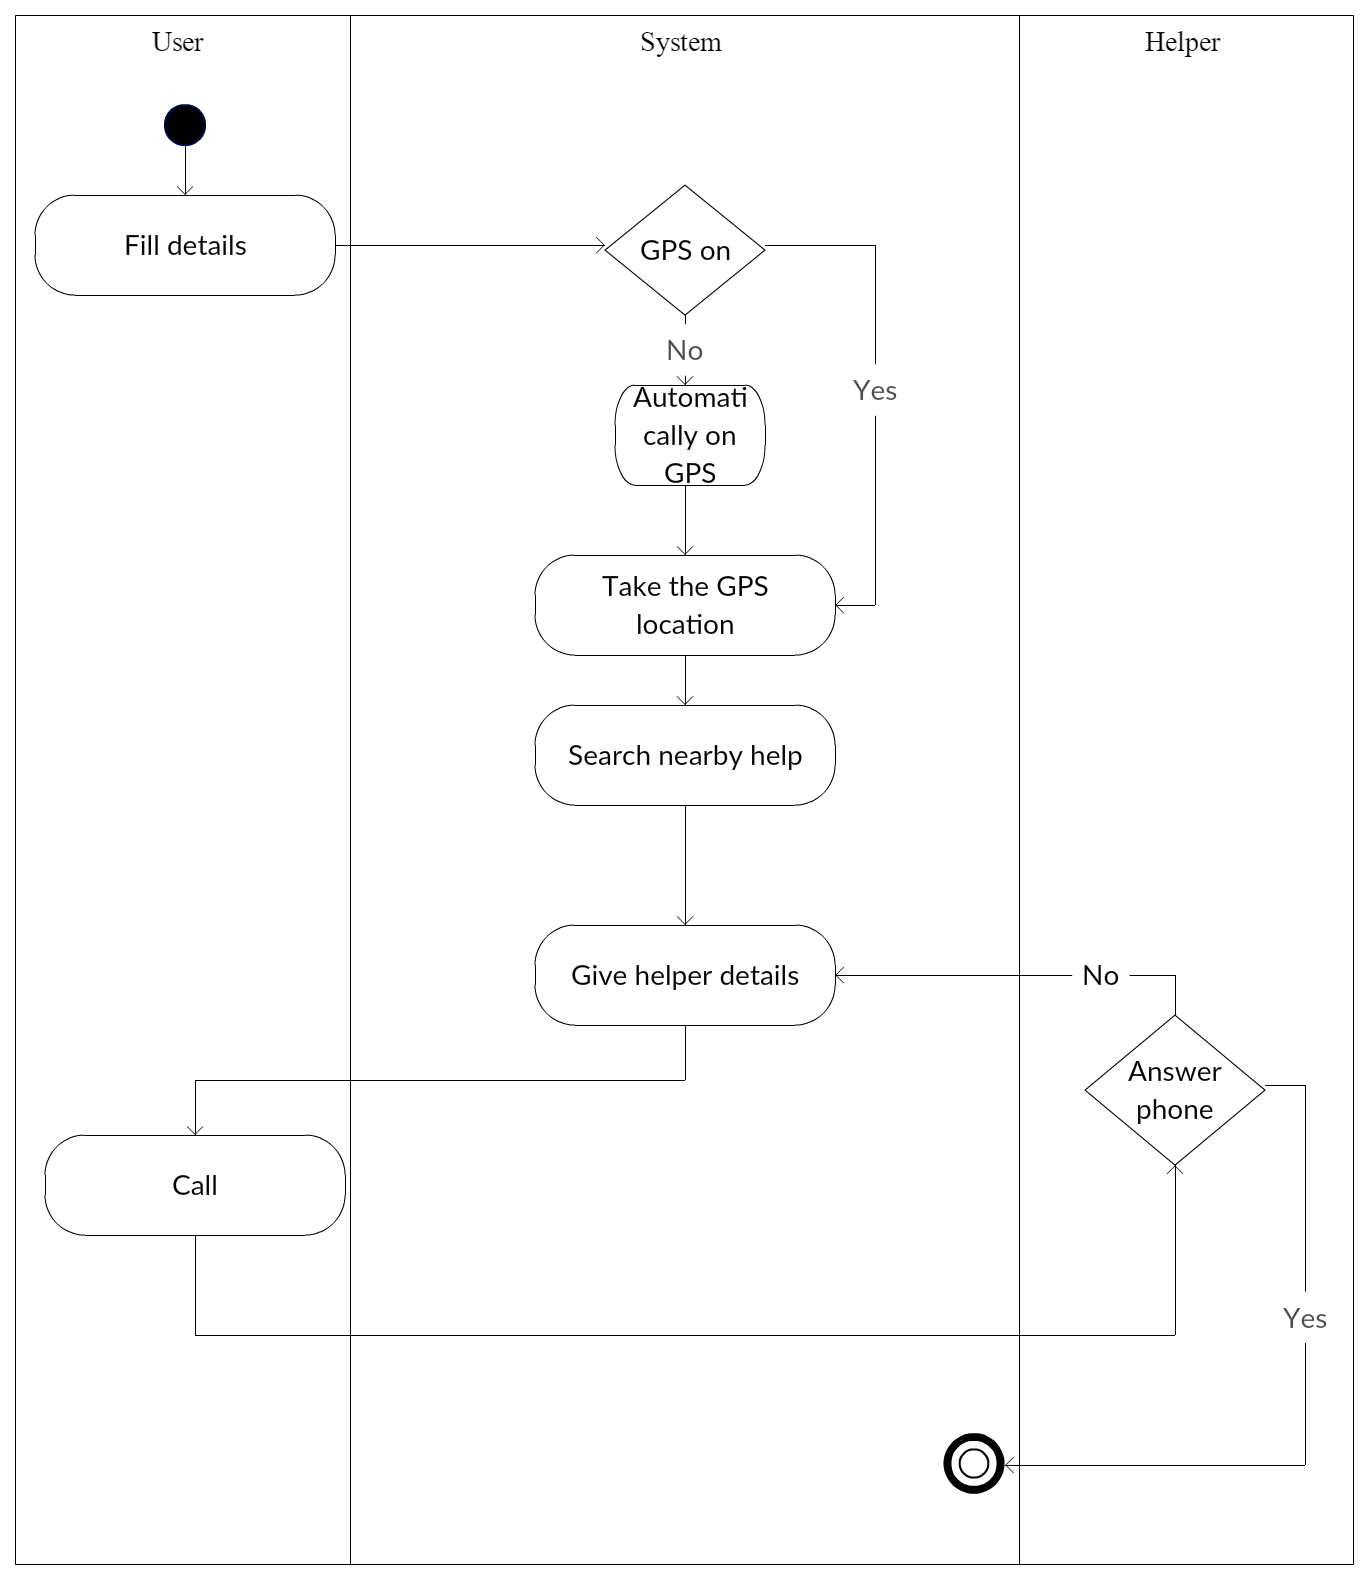 User
System
Helper
Fill details
GPS on
No
Yes
Automati
cally on
GPS
Take the GPS
location
Search nearby help
Give helper details
No
Answer
phone
Call
Yes